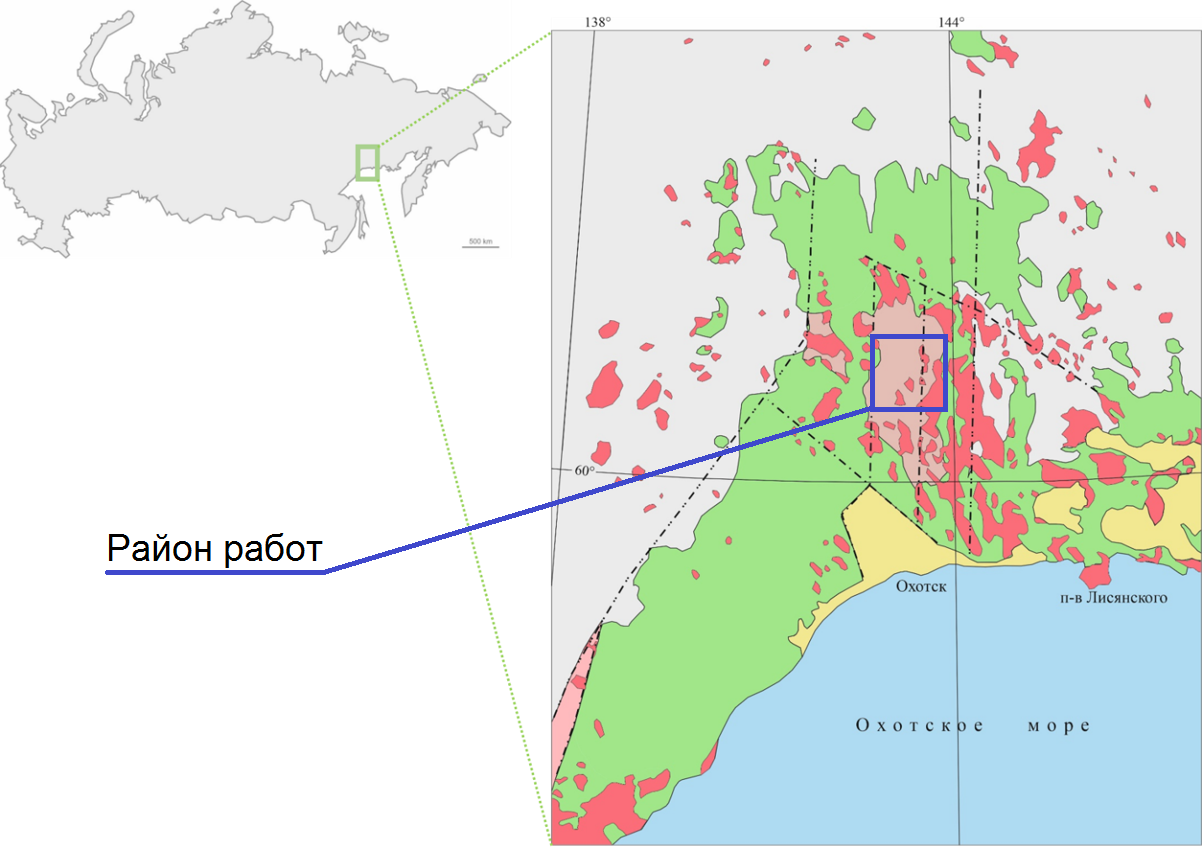 138°
144°
500 km
60°
Район работ
Охотск
п-в Лисянского
Охотское море